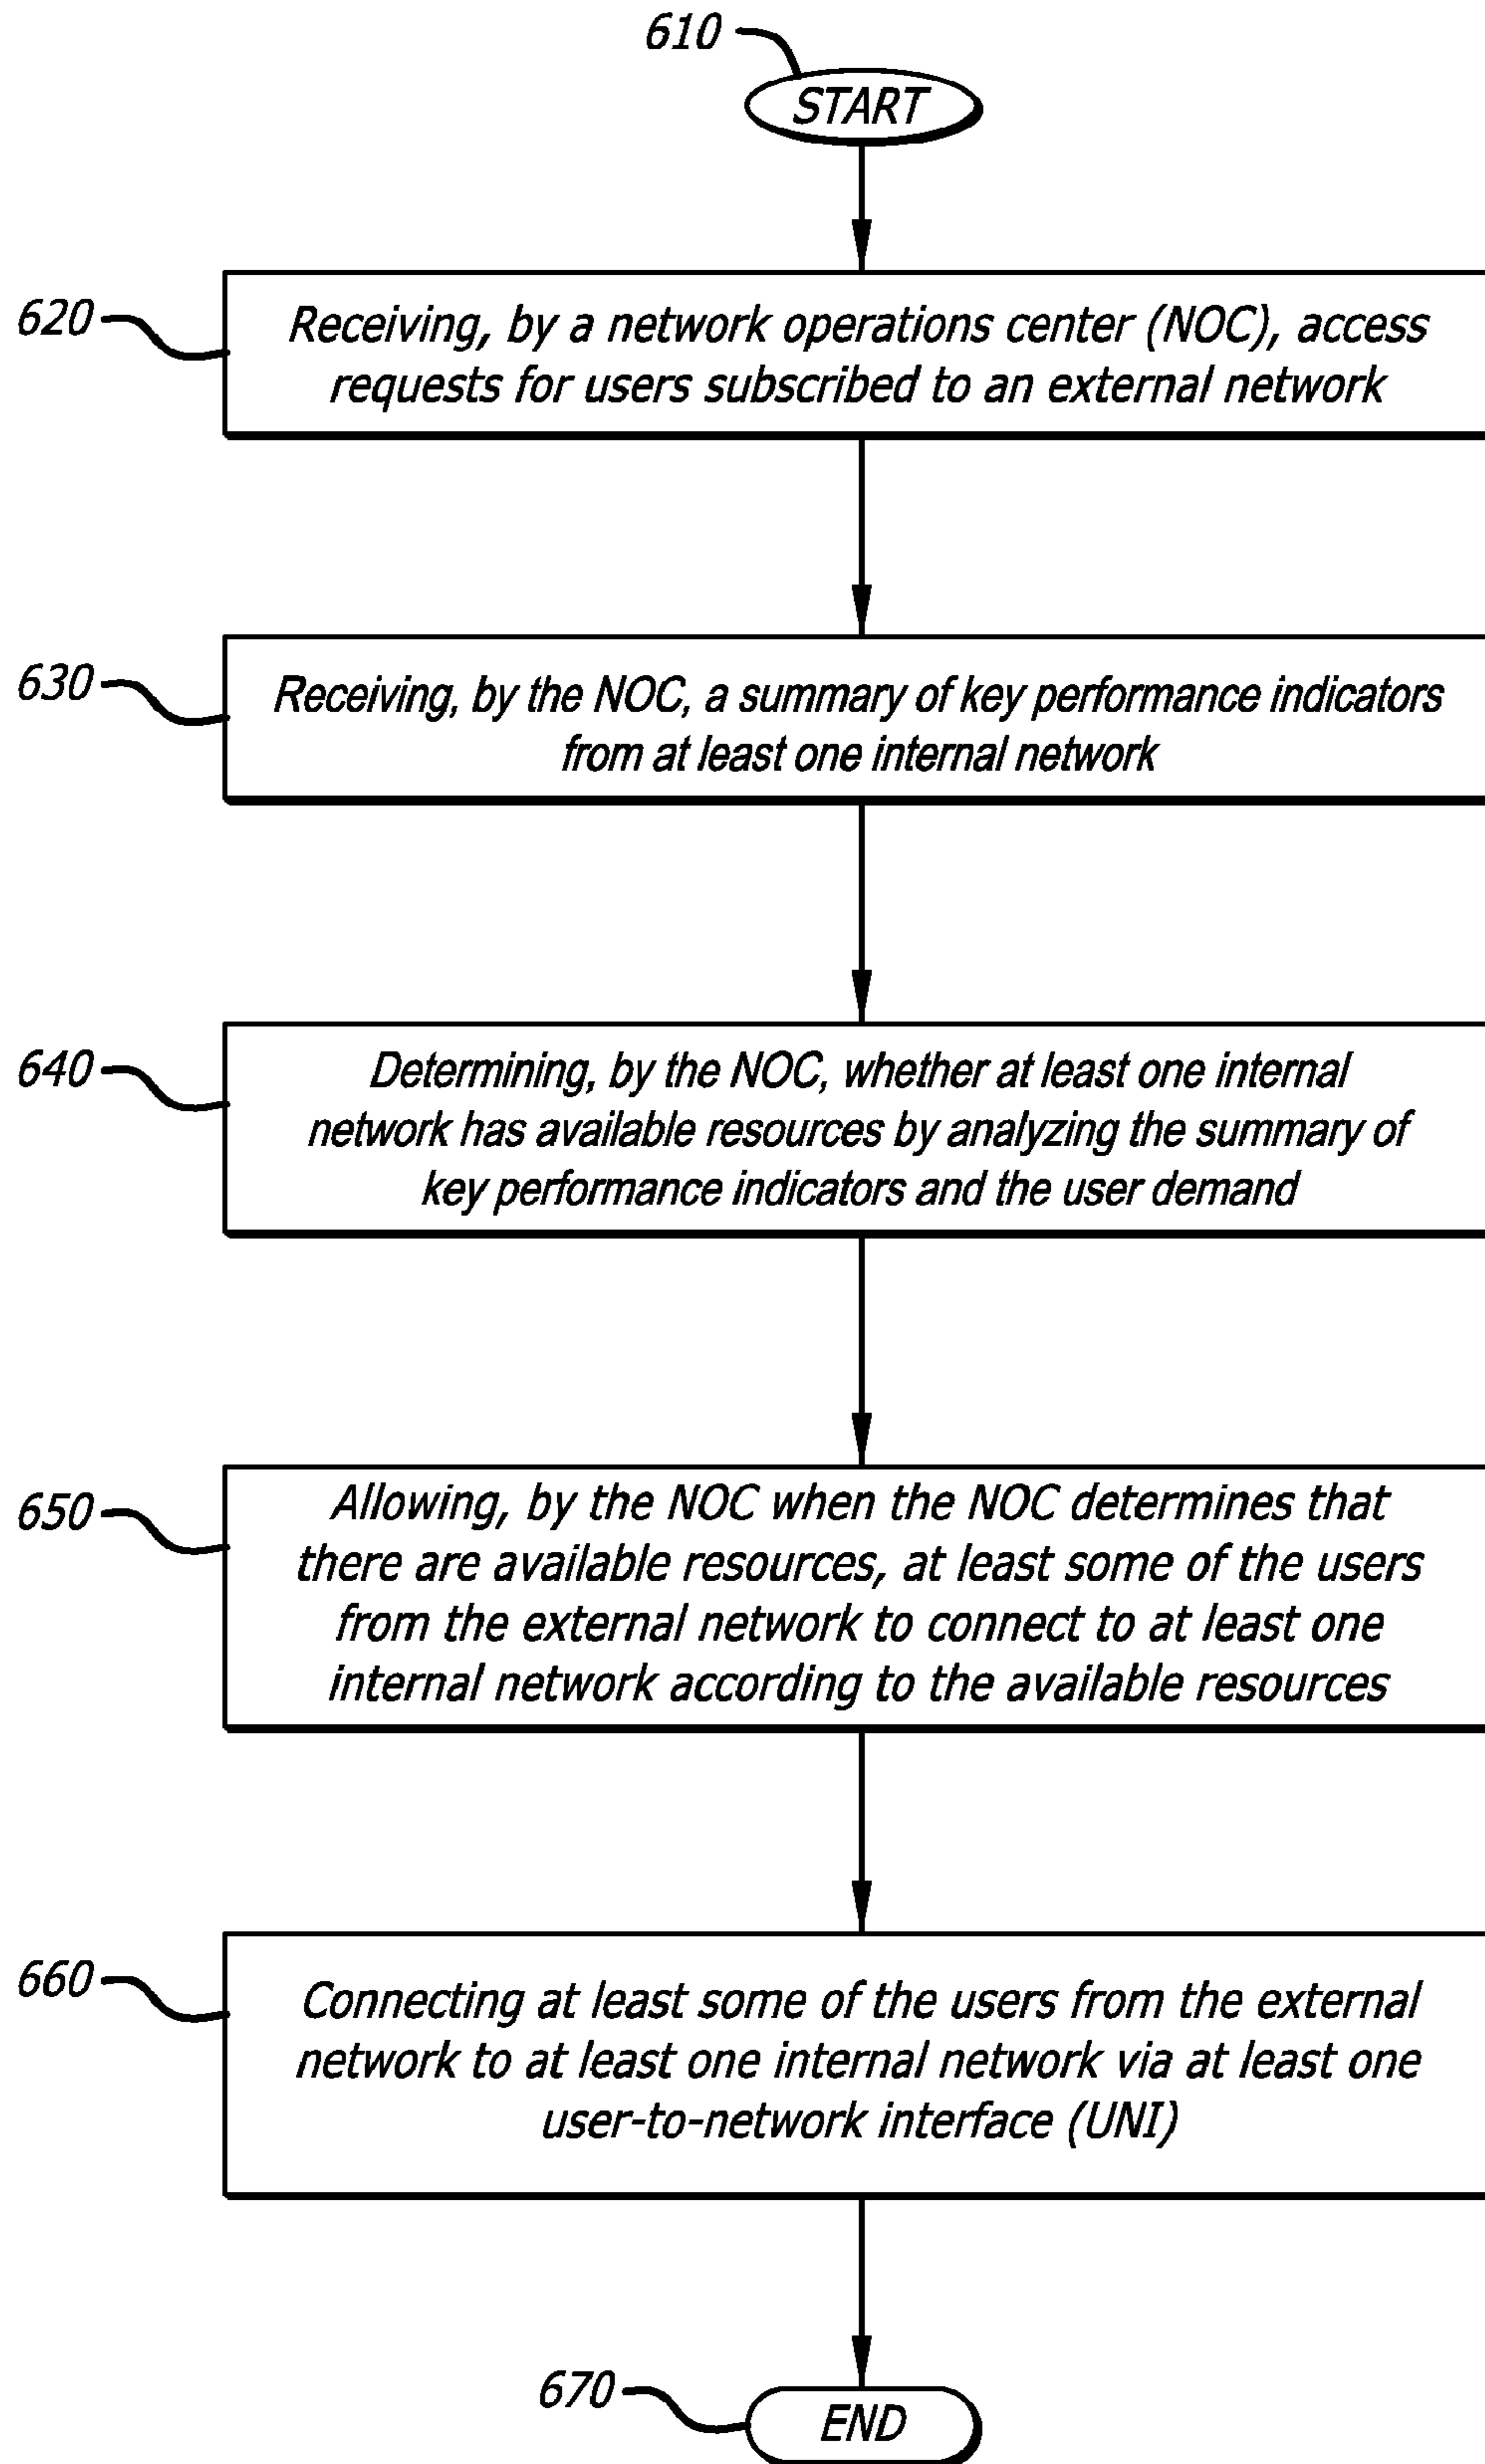 610
START
620
Receiving, by a network operations center (NOC), access
requests for users subscribed to an external network
630
Receiving, by the NOC, a summary of key performance indicators
from at least one internal network
640
Determining, by the NOC, whether at least one internal
network has available resources by analyzing the summary of
key performance indicators and the user demand
650
Allowing, by the NOC when the NOC determines that
there are available resources, at least some of the users
from the external network to connect to at least one
internal network according to the available resources
660
Connecting at least some of the users from the external
network to at least one internal network via at least one
user-to-network interface (UNI)
670
END